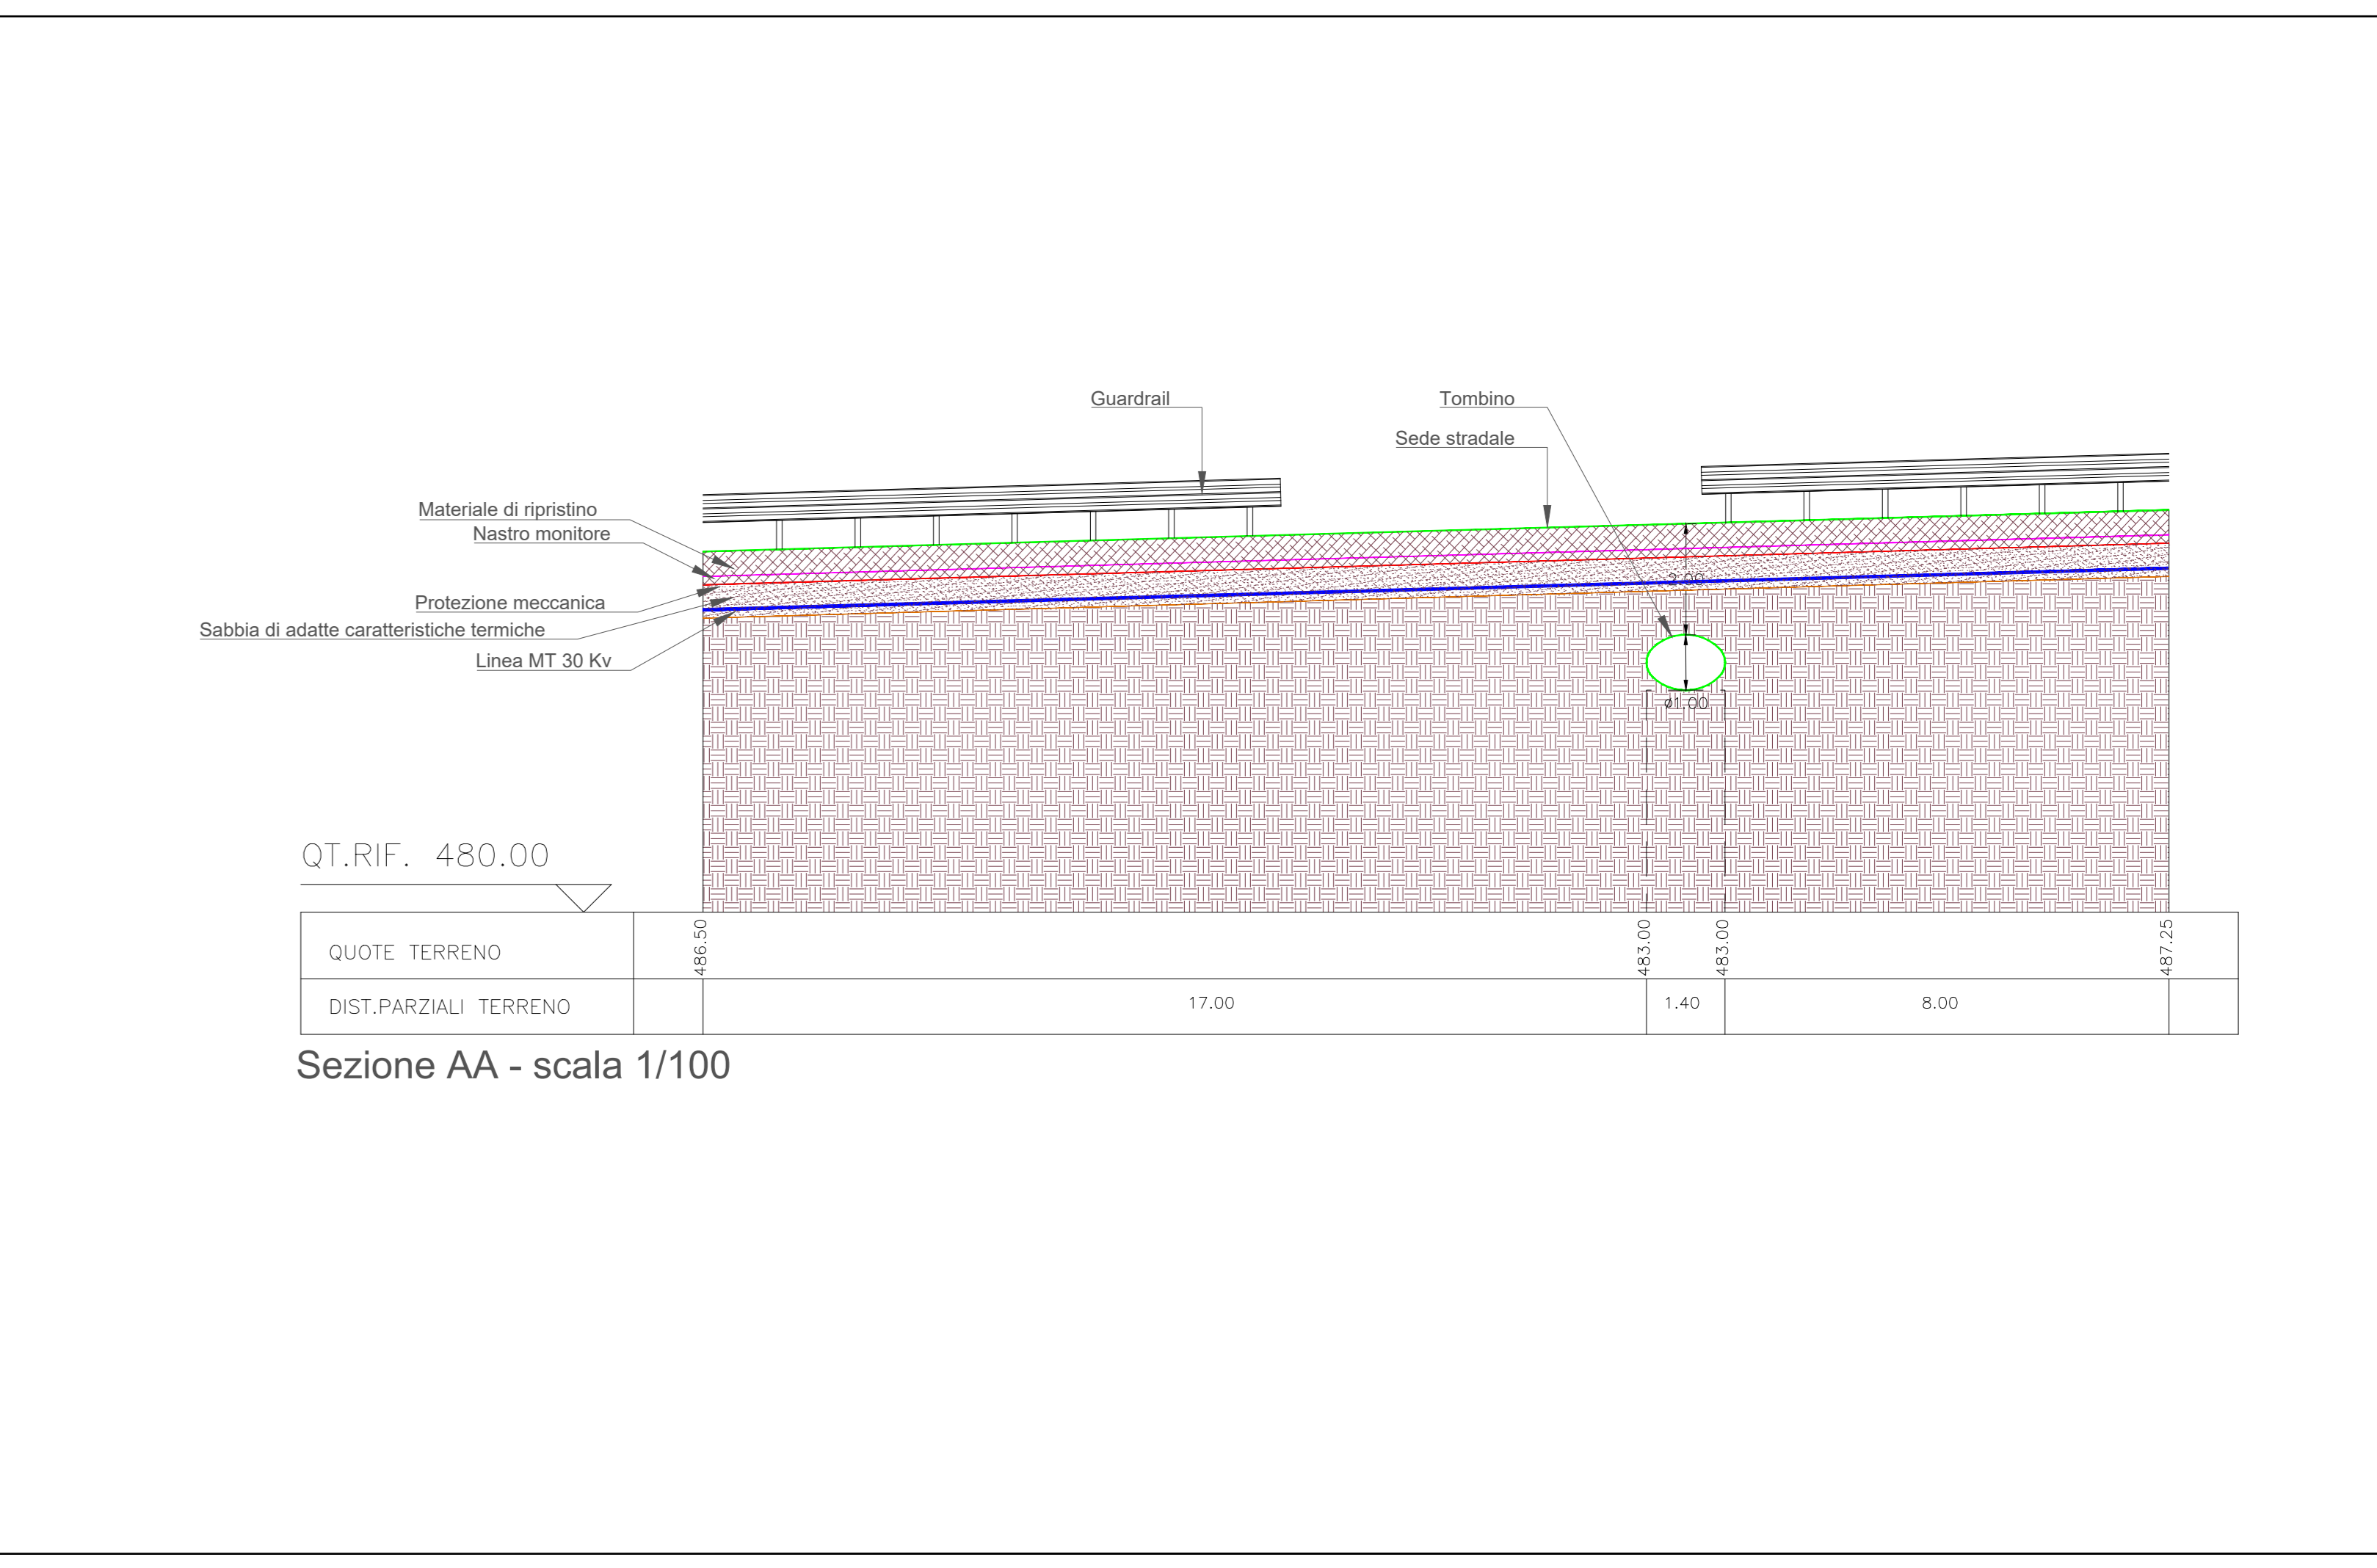 Guardrail
Tombino
Sede stradale
Materiale di ripristino
Nastro monitore
Protezione meccanica
Sabbia di adatte caratteristiche termiche
Linea MT 30 Kv
2.00
ø1.00
QT.RIF. 480.00
QUOTE TERRENO
486.50
483.00
483.00
487.25
DIST.PARZIALI TERRENO
17.00
1.40
8.00
Sezione AA - scala 1/100